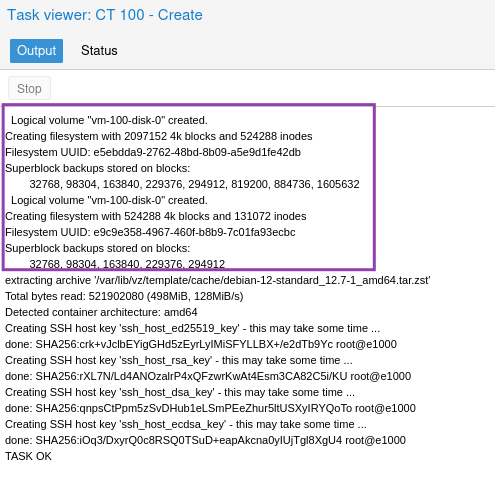 Task viewer: CT 100 - Create
Output Status
Stop
Logical volume "vm-100-disk-0" created.
Creating filesystem with 2097152 4k blocks and 524288 inodes
Filesystem UUID: e5ebdda9-2762-48bd-8b09-a5e9d1fe42db
Superblock backups stored on blocks:
32768, 98304, 163840, 229376, 294912, 819200, 884736, 1605632
Logical volume "vm-100-disk-0" created.
Creating filesystem with 524288 4k blocks and 131072 inodes
Filesystem UUID: e9c9e358-4967-460f-b8b9-7c01fa93ecbc
Superblock backups stored on blocks:
32768, 98304, 163840, 229376, 294912
extracting archive '/var/lib/vz/template/cache/debian-12-standard_12.7-1_amd64.tar.zst'
Total bytes read: 521902080 (498MiB, 128MiB/s)
Detected container architecture: amd64
Creating SSH host key 'ssh_host_ed25519_key' - this may take some time ...
done: SHA256:crk+vJclbEYigGHd5zEyrLyIMiSFYLLBX+/e2dTb9Yc root@e1000
Creating SSH host key 'ssh_host_rsa_key' - this may take some time ...
done: SHA256:rXL7N/Ld4ANOzalrP4xQFzwrKwAt4Esm3CA82C5i/KU root@e1000
Creating SSH host key 'ssh_host_dsa_key' - this may take some time ...
done: SHA256:qnpsCtPpm5zSvDHub1eLSmPEeZhur5ltUSXyIRYQoTo root@e1000
Creating SSH host key 'ssh_host_ecdsa_key' - this may take some time ...
done: SHA256:iOq3/DxyrQ0c8RSQ0TSuD+eapAkcna0yIUjTgl8XgU4 root@e1000
TASK OK